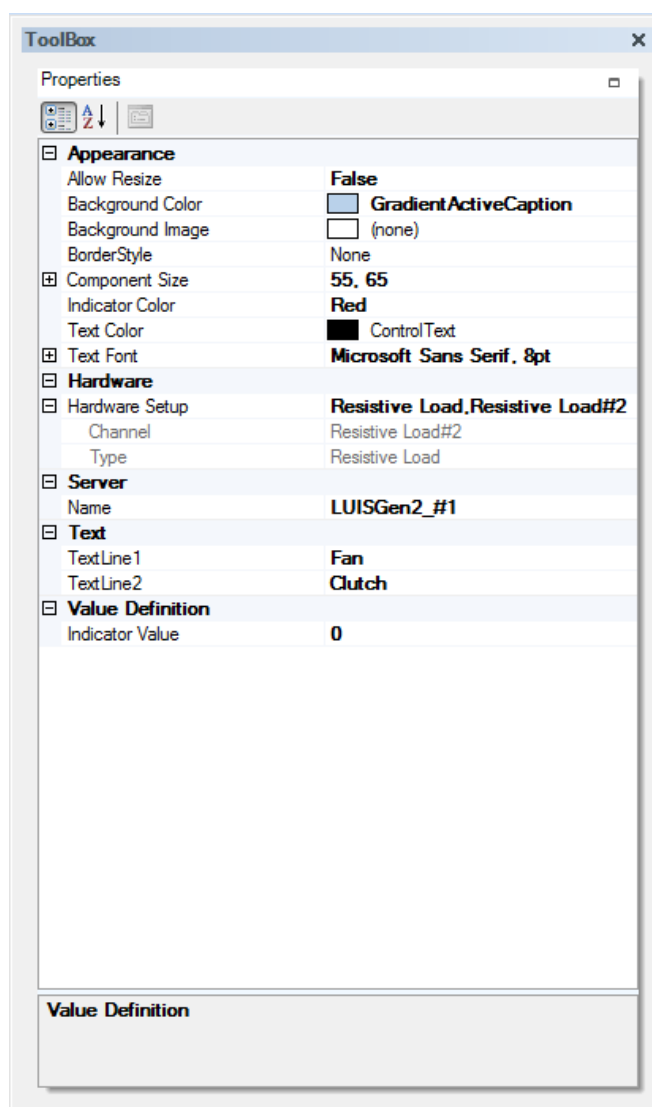 ToolBox
Properties
Appearance
Allow Resize False
Background Color GradientActiveCaption
Background Image (none)
BorderStyle None
Component Size 55, 65
Indicator Color Red
Text Color ControlText
Text Font Microsoft Sans Serif, 8pt
Hardware
Hardware Setup Resistive Load,Resistive Load#2
Channel Resistive Load#2
Type Resistive Load
Server
Name LUISGen2_#1
Text
TextLine1 Fan
TextLine2 Clutch
Value Definition
Indicator Value 0
Value Definition